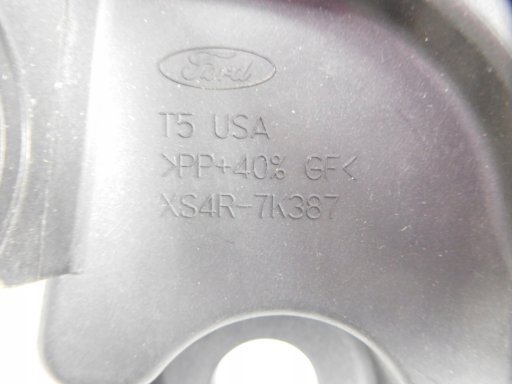 Ford
T5 USA
>PP+40% GF<
XS4R-7K387